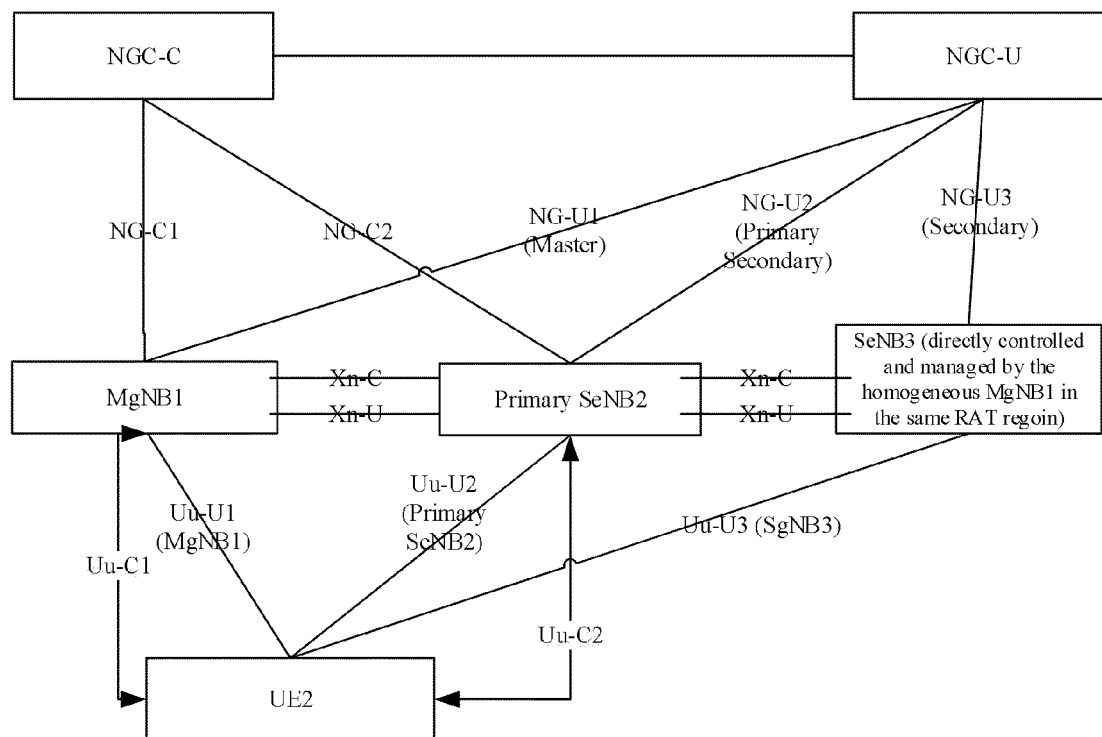 NGC-C
NGC-U
NG-C1
NG-C2
NG-U1
(Master)
NG-U2
(Primary
Secondary)
NG-U3
(Secondary)
MgNB1
Xn-C
Xn-U
Primary SeNB2
Xn-C
Xn-U
SeNB3 (directly controlled
and managed by the
homogeneous MgNB1 in
the same RAT regoin)
Uu-U1
(MgNB1)
Uu-C1
Uu-U2
(Primary
SeNB2)
Uu-U3 (SgNB3)
Uu-C2
UE2